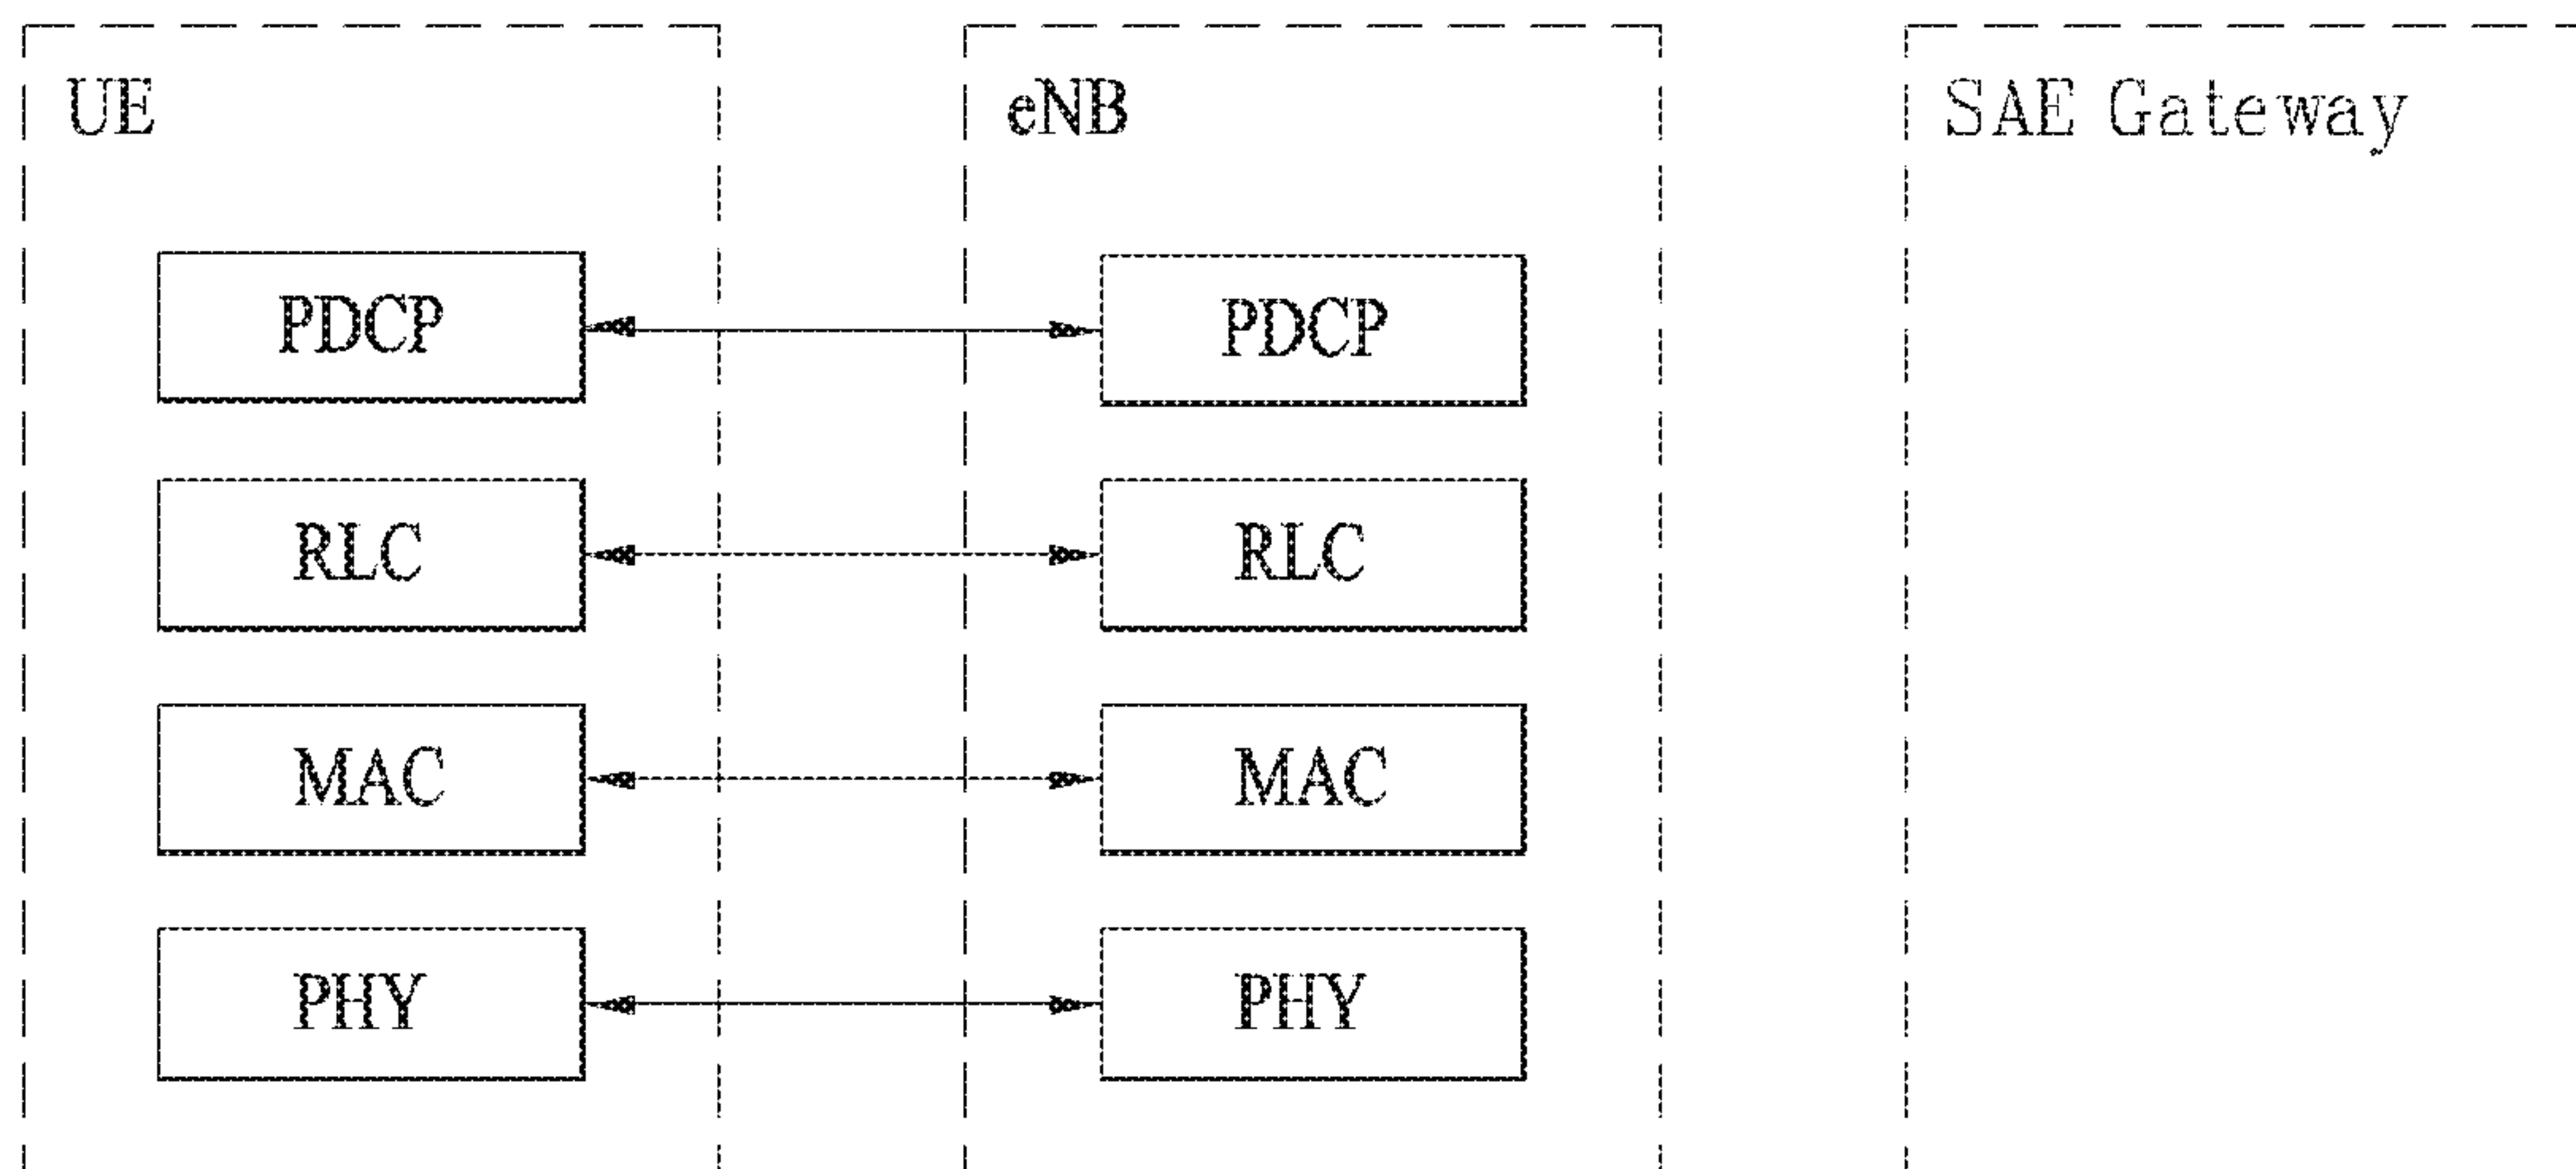 UE
eNB
SAE Gateway
PDCP
PDCP
RLC
RLC
MAC
MAC
PHY
PHY